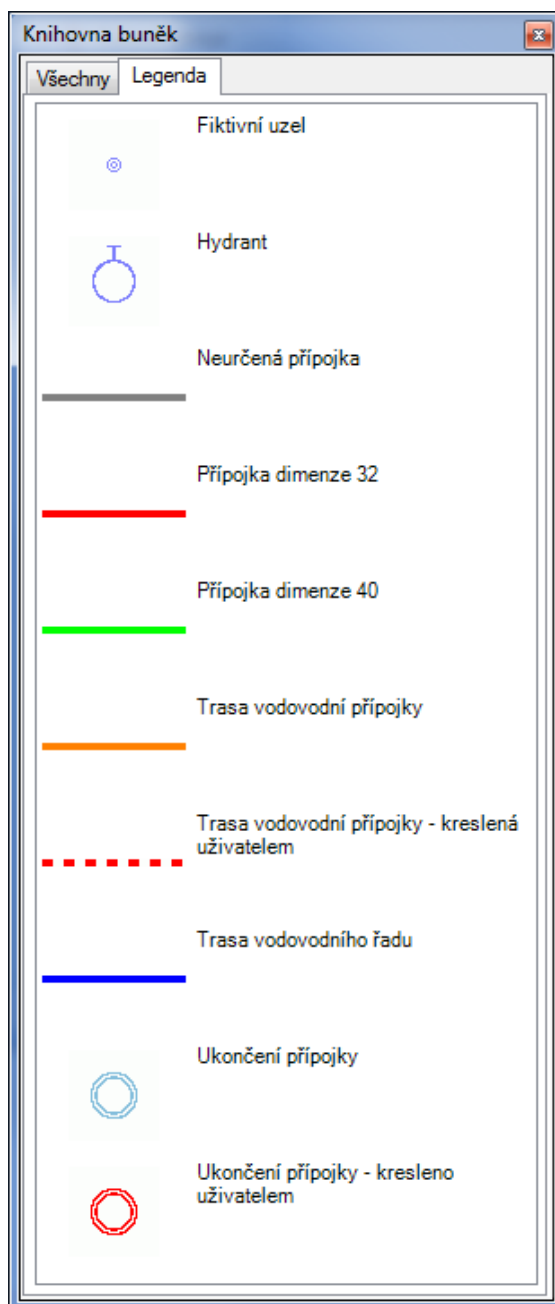 Knihovna buněk
Všechny Legenda
Fiktivní uzel
Hydrant
Neurčená přípojka
Přípojka dimenze 32
Přípojka dimenze 40
Trasa vodovodní přípojky
Trasa vodovodní přípojky - kreslená
uživatelem
Trasa vodovodního řadu
Ukončení přípojky
Ukončení přípojky - kresleno
uživatelem